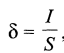 δ = I/S,